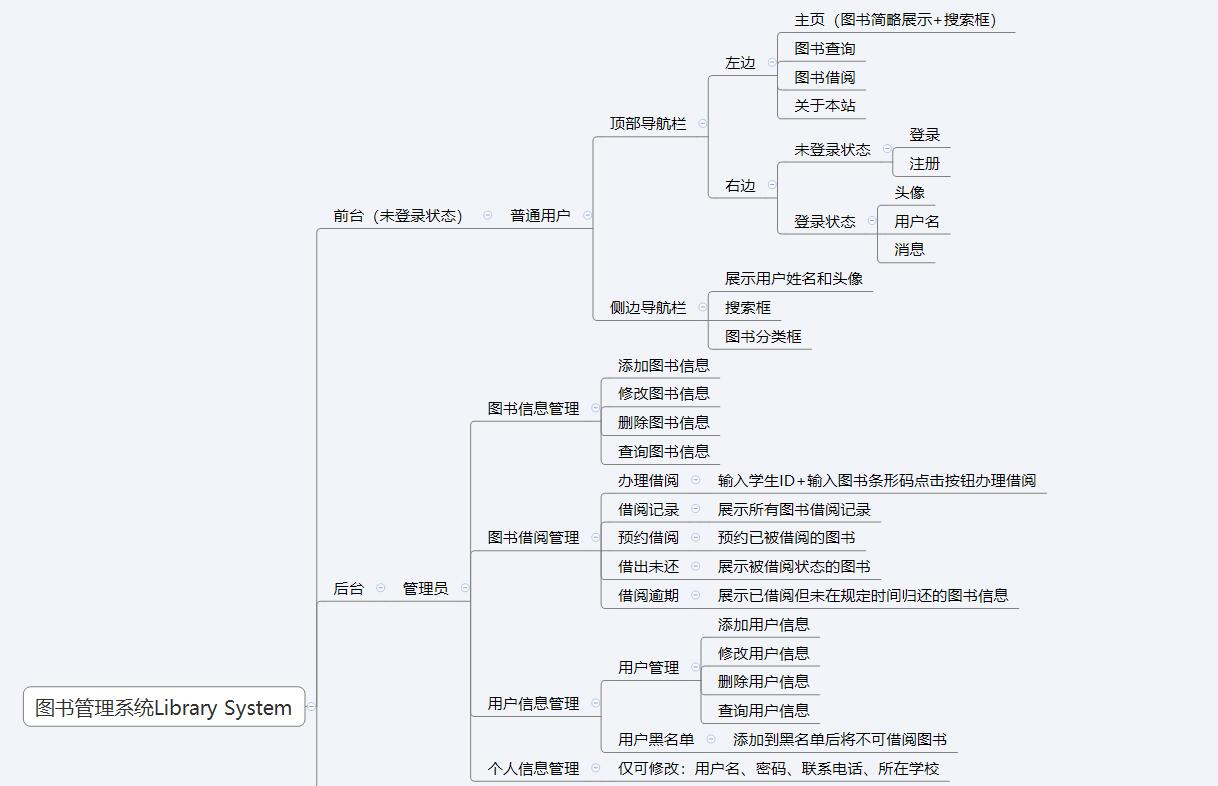 主页（图书简略展示+搜索框）
图书查询
左边
图书借阅
关于本站
顶部导航栏
登录
未登录状态
注册
右边
头像
登录状态
用户名
消息
前台（未登录状态）
普通用户
展示用户姓名和头像
侧边导航栏
搜索框
图书分类框
添加图书信息
修改图书信息
图书信息管理
删除图书信息
查询图书信息
办理借阅
输入学生ID+输入图书条形码点击按钮办理借阅
借阅记录
展示所有图书借阅记录
图书借阅管理
预约借阅
预约已被借阅的图书
借出未还
展示被借阅状态的图书
借阅逾期
展示已借阅但未在规定时间归还的图书信息
后台
管理员
添加用户信息
修改用户信息
用户管理
删除用户信息
查询用户信息
用户信息管理
用户黑名单
添加到黑名单后将不可借阅图书
个人信息管理
仅可修改：用户名、密码、联系电话、所在学校
图书管理系统Library System